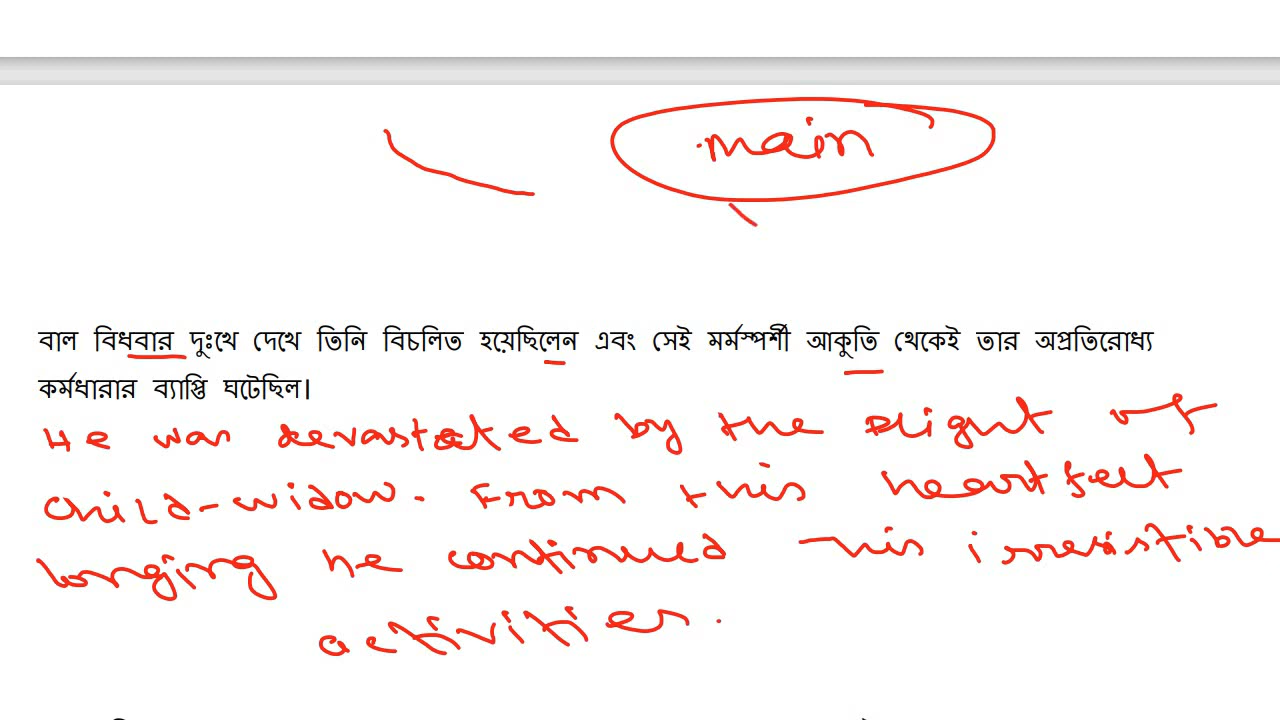 main
বাল বিধবার দুঃখে দেখে তিনি বিচলিত হয়েছিলেন এবং সেই মর্মস্পর্শী আকুতি থেকেই তার অপ্রতিরোধ্য
কর্মধারার ব্যাপ্তি ঘটেছিল।
He was devastated by the plight of
child-widow. From this heartfelt
longing he continued his irresistible
activities.